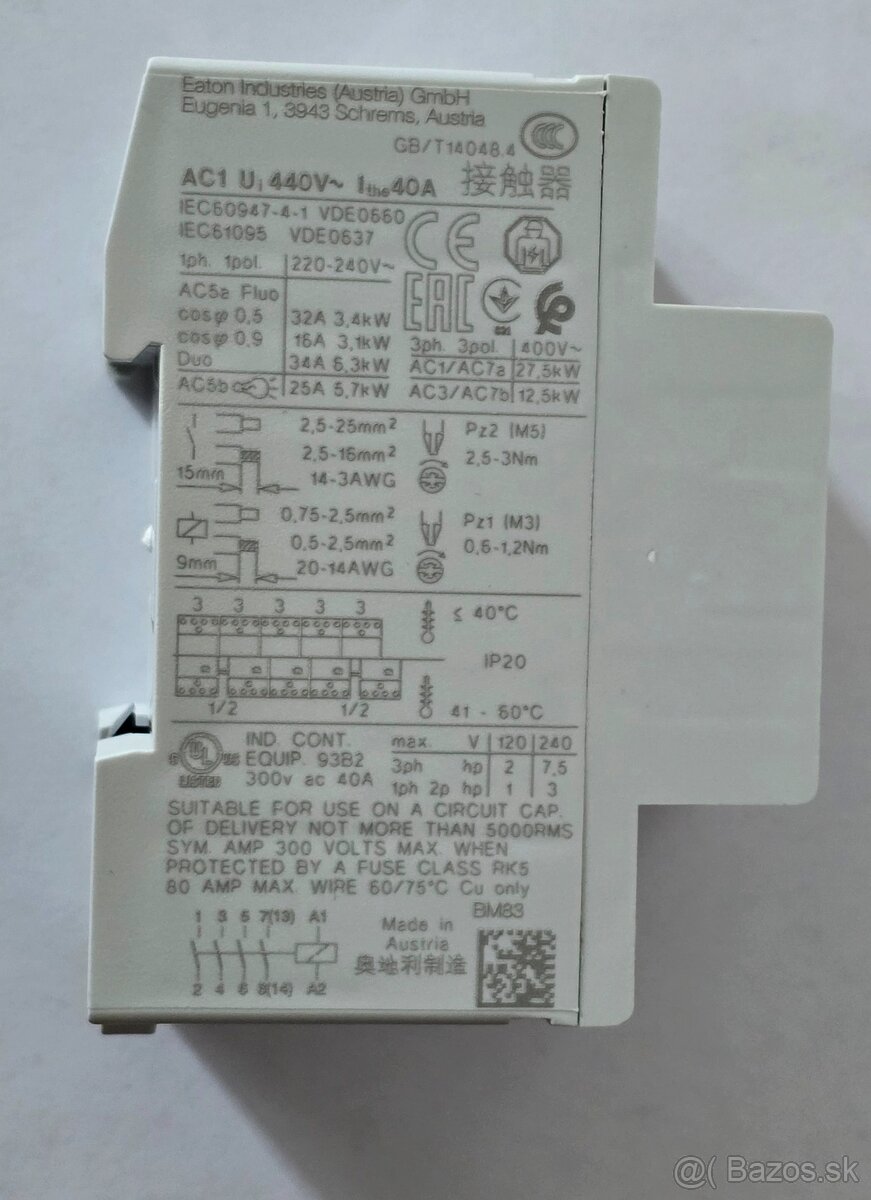 Eaton Industries (Austria) GmbH
Eugenia 1, 3943 Schrems, Austria
CCC
GB/T14048.4
AC1 Ui 440V~ Ithe 40A 接触器
IEC60947-4-1 VDE0660
IEC61095 VDE0637
CE
EAC
1ph. 1pol. 220-240V~
AC5a Fluo
cosφ 0,5 32A 3,4kW
cosφ 0,9 16A 3,1kW
Duo 34A 6,3kW
AC5b 25A 5,7kW
3ph. 3pol. 400V~
AC1/AC7a 27,5kW
AC3/AC7b 12,5kW
2,5-25mm² Pz2 (M5)
2,5-16mm² 2,5-3Nm
15mm 14-3AWG
0,75-2,5mm² Pz1 (M3)
0,5-2,5mm² 0,6-1,2Nm
9mm 20-14AWG
3 3 3 3 3 ≤ 40°C
IP20
1/2 1/2 41 - 60°C
c UL us LISTED
IND. CONT.
EQUIP. 93B2
300v ac 40A
max. V 120 240
3ph hp 2 7,5
1ph 2p hp 1 3
SUITABLE FOR USE ON A CIRCUIT CAP.
OF DELIVERY NOT MORE THAN 5000RMS
SYM. AMP 300 VOLTS MAX. WHEN
PROTECTED BY A FUSE CLASS RK5
80 AMP MAX. WIRE 60/75°C Cu only
BM83
1 3 5 7(13) A1
2 4 6 8(14) A2
Made in
Austria
奥地利制造
@( Bazos.sk